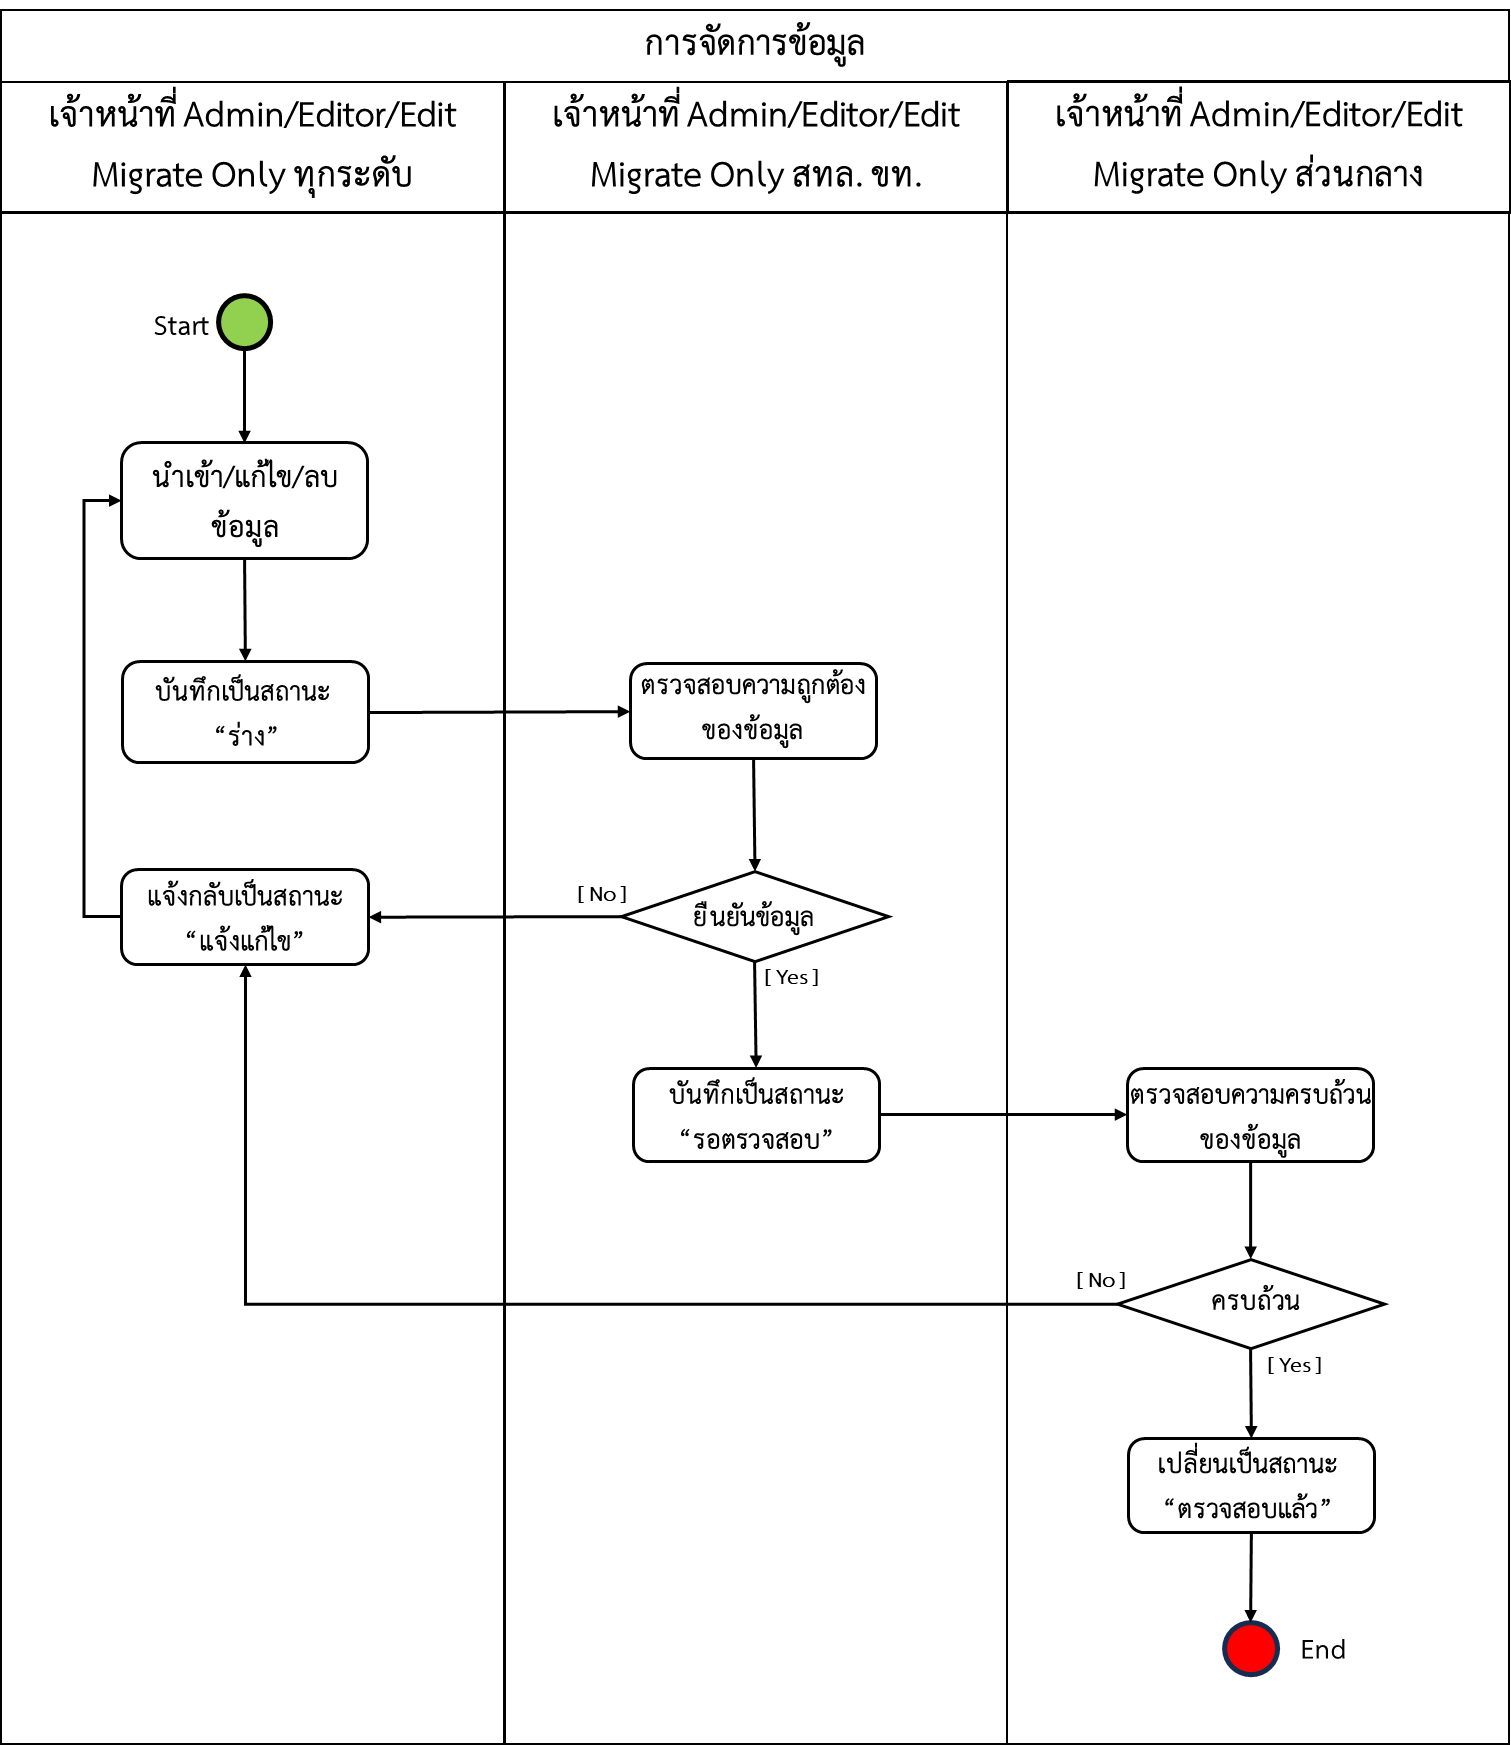 การจัดการข้อมูล
เจ้าหน้าที่ Admin/Editor/Edit
Migrate Only ทุกระดับ
เจ้าหน้าที่ Admin/Editor/Edit
Migrate Only สทล. ขท.
เจ้าหน้าที่ Admin/Editor/Edit
Migrate Only ส่วนกลาง
Start
นำเข้า/แก้ไข/ลบ
ข้อมูล
บันทึกเป็นสถานะ
“ร่าง”
ตรวจสอบความถูกต้อง
ของข้อมูล
แจ้งกลับเป็นสถานะ
“แจ้งแก้ไข”
[ No ]
ยืนยันข้อมูล
[ Yes ]
บันทึกเป็นสถานะ
“รอตรวจสอบ”
ตรวจสอบความครบถ้วน
ของข้อมูล
[ No ]
ครบถ้วน
[ Yes ]
เปลี่ยนเป็นสถานะ
“ตรวจสอบแล้ว”
End